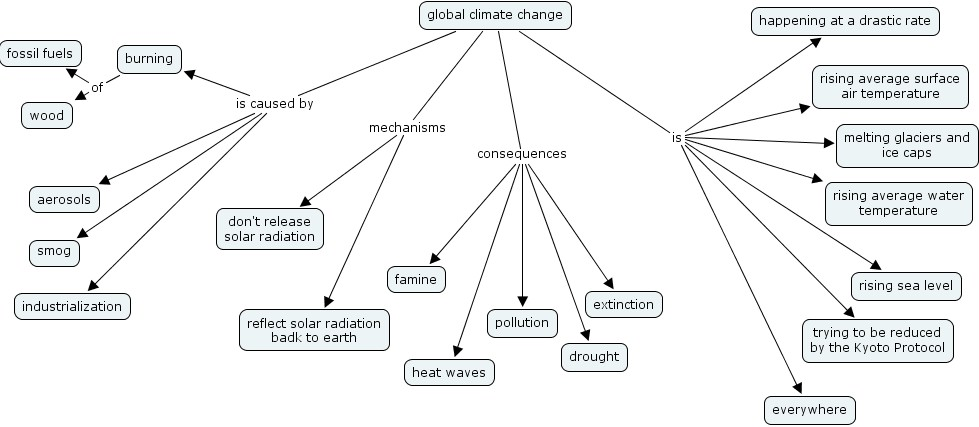 global climate change
happening at a drastic rate
fossil fuels
burning
of
wood
is caused by
rising average surface
air temperature
mechanisms
is
melting glaciers and
ice caps
consequences
aerosols
rising average water
temperature
don't release
solar radiation
smog
famine
rising sea level
industrialization
extinction
reflect solar radiation
badk to earth
pollution
trying to be reduced
by the Kyoto Protocol
drought
heat waves
everywhere